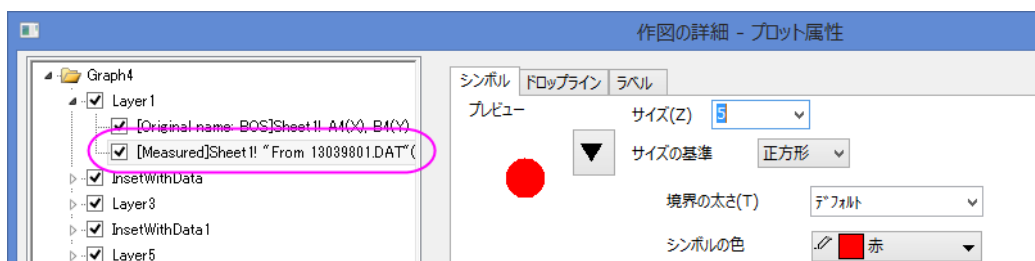 作図の詳細 - プロット属性
Graph4
Layer1
[Original name: BOS]Sheet1! A4(X), B4(Y)
[Measured]Sheet1! "From 13039801.DAT"(
InsetWithData
Layer3
InsetWithData1
Layer5
シンボル ドロップライン ラベル
プレビュー
サイズ(Z) 5
サイズの基準 正方形
境界の太さ(T) デフォルト
シンボルの色 赤